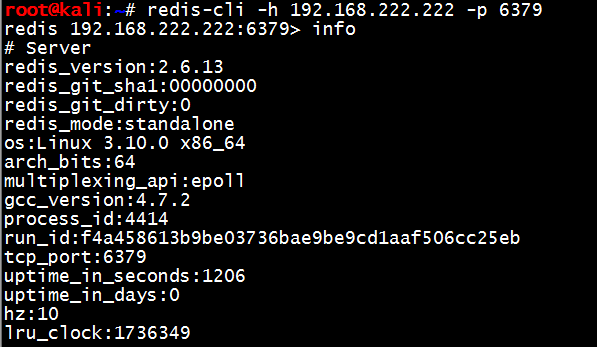 root@kali:~# redis-cli -h 192.168.222.222 -p 6379
redis 192.168.222.222:6379> info
# Server
redis_version:2.6.13
redis_git_sha1:00000000
redis_git_dirty:0
redis_mode:standalone
os:Linux 3.10.0 x86_64
arch_bits:64
multiplexing_api:epoll
gcc_version:4.7.2
process_id:4414
run_id:f4a458613b9be03736bae9be9cd1aaf506cc25eb
tcp_port:6379
uptime_in_seconds:1206
uptime_in_days:0
hz:10
lru_clock:1736349